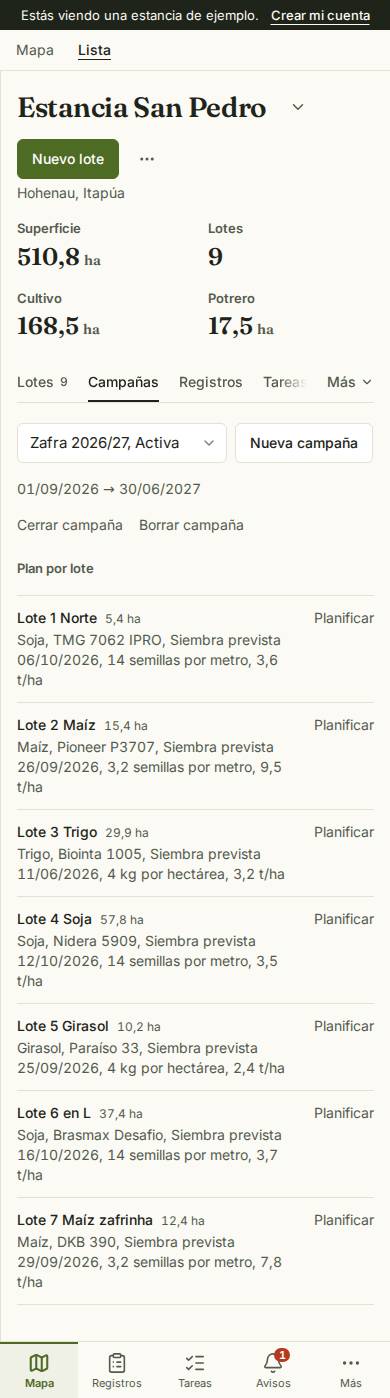 Estás viendo una estancia de ejemplo. Crear mi cuenta
Mapa Lista
Estancia San Pedro
Nuevo lote ...
Hohenau, Itapúa
Superficie Lotes
510,8 ha 9
Cultivo Potrero
168,5 ha 17,5 ha
Lotes 9 Campañas Registros Tareas Más
Zafra 2026/27, Activa Nueva campaña
01/09/2026 → 30/06/2027
Cerrar campaña Borrar campaña
Plan por lote
Lote 1 Norte 5,4 ha Planificar
Soja, TMG 7062 IPRO, Siembra prevista
06/10/2026, 14 semillas por metro, 3,6
t/ha
Lote 2 Maíz 15,4 ha Planificar
Maíz, Pioneer P3707, Siembra prevista
26/09/2026, 3,2 semillas por metro, 9,5
t/ha
Lote 3 Trigo 29,9 ha Planificar
Trigo, Biointa 1005, Siembra prevista
11/06/2026, 4 kg por hectárea, 3,2 t/ha
Lote 4 Soja 57,8 ha Planificar
Soja, Nidera 5909, Siembra prevista
12/10/2026, 14 semillas por metro, 3,5
t/ha
Lote 5 Girasol 10,2 ha Planificar
Girasol, Paraíso 33, Siembra prevista
25/09/2026, 4 kg por hectárea, 2,4 t/ha
Lote 6 en L 37,4 ha Planificar
Soja, Brasmax Desafio, Siembra prevista
16/10/2026, 14 semillas por metro, 3,7
t/ha
Lote 7 Maíz zafrinha 12,4 ha Planificar
Maíz, DKB 390, Siembra prevista
29/09/2026, 3,2 semillas por metro, 7,8
t/ha
1
Mapa Registros Tareas Avisos Más